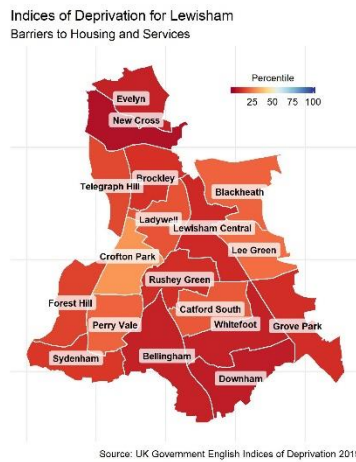 Indices of Deprivation for Lewisham
Barriers to Housing and Services
Percentile
25 50 75 100
Evelyn
New Cross
Brockley
Telegraph Hill
Blackheath
Ladywell
Lewisham Central
Lee Green
Crofton Park
Rushey Green
Forest Hill
Catford South
Perry Vale
Whitefoot
Grove Park
Sydenham
Bellingham
Downham
Source: UK Government English Indices of Deprivation 201